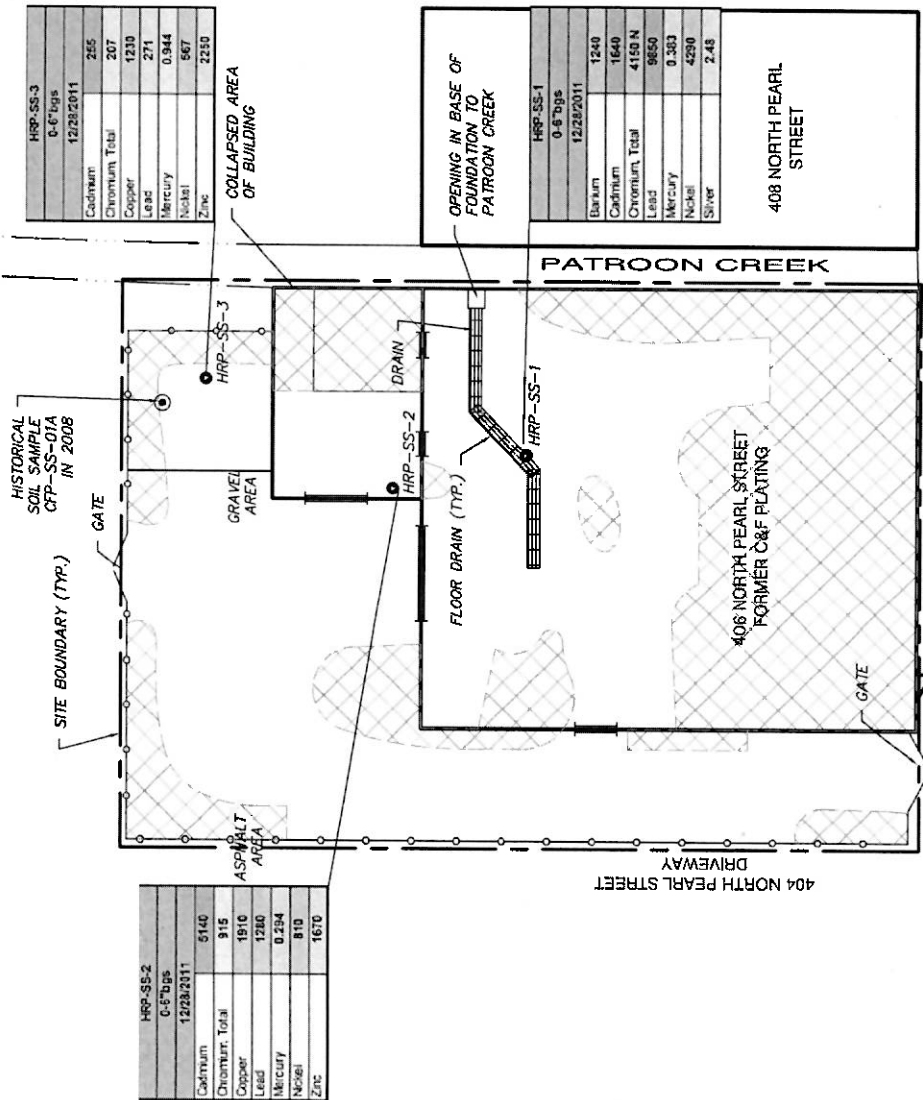 HRP-SS-3
0-6"bgs
12/28/2011
Cadmium 255
Chromium, Total 207
Copper 1230
Lead 271
Mercury 0.944
Nickel 567
Zinc 2250
HISTORICAL
SOIL SAMPLE
CFP-SS-01A
IN 2008
GATE
SITE BOUNDARY (TYP.)
COLLAPSED AREA
OF BUILDING
HRP-SS-3
GRAVEL
AREA
OPENING IN BASE OF
FOUNDATION TO
PATROON CREEK
HRP-SS-1
0-6"bgs
12/28/2011
Barium 1240
Cadmium 1640
Chromium, Total 4150 N
Lead 9850
Mercury 0.383
Nickel 4290
Silver 2.48
408 NORTH PEARL
STREET
PATROON CREEK
DRAIN
HRP-SS-2
HRP-SS-1
FLOOR DRAIN (TYP.)
406 NORTH PEARL STREET
FORMER C&F PLATING
GATE
ASPHALT
AREA
404 NORTH PEARL STREET
DRIVEWAY
HRP-SS-2
0-6"bgs
12/28/2011
Cadmium 5140
Chromium, Total 915
Copper 1910
Lead 1280
Mercury 0.294
Nickel 810
Zinc 1670